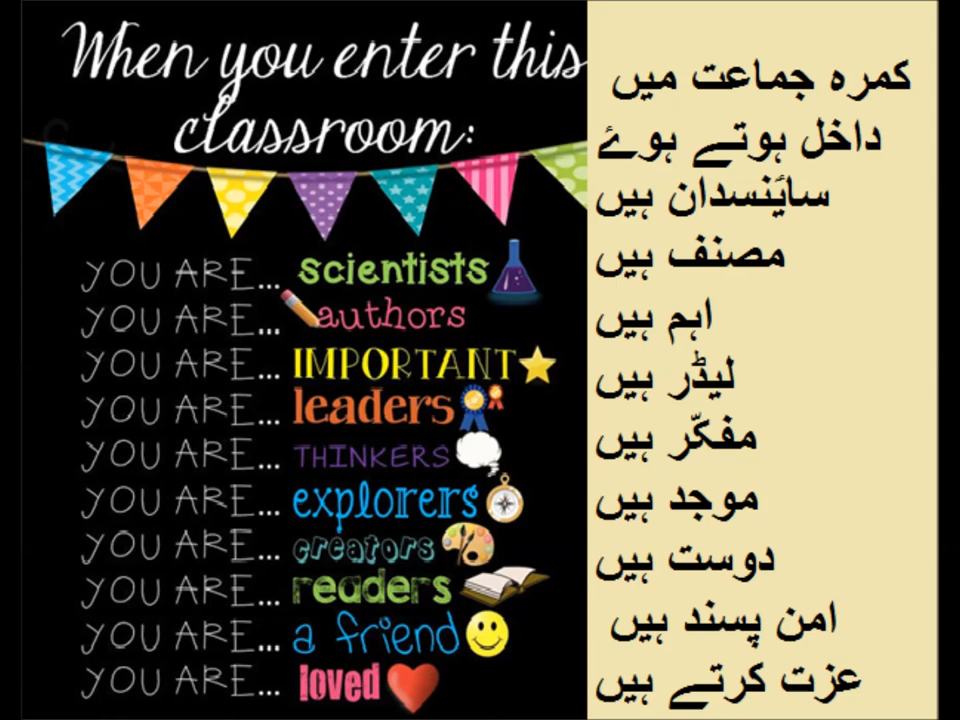 When you enter this
classroom:
YOU ARE... scientists
YOU ARE... authors
YOU ARE... IMPORTANT
YOU ARE... leaders
YOU ARE... THINKERS
YOU ARE... explorers
YOU ARE... creators
YOU ARE... readers
YOU ARE... a friend
YOU ARE... loved
کمرہ جماعت میں
داخل ہوتے ہوۓ
سائنسدان ہیں
مصنف ہیں
اہم ہیں
لیڈر ہیں
مفکّر ہیں
موجد ہیں
دوست ہیں
امن پسند ہیں
عزت کرتے ہیں